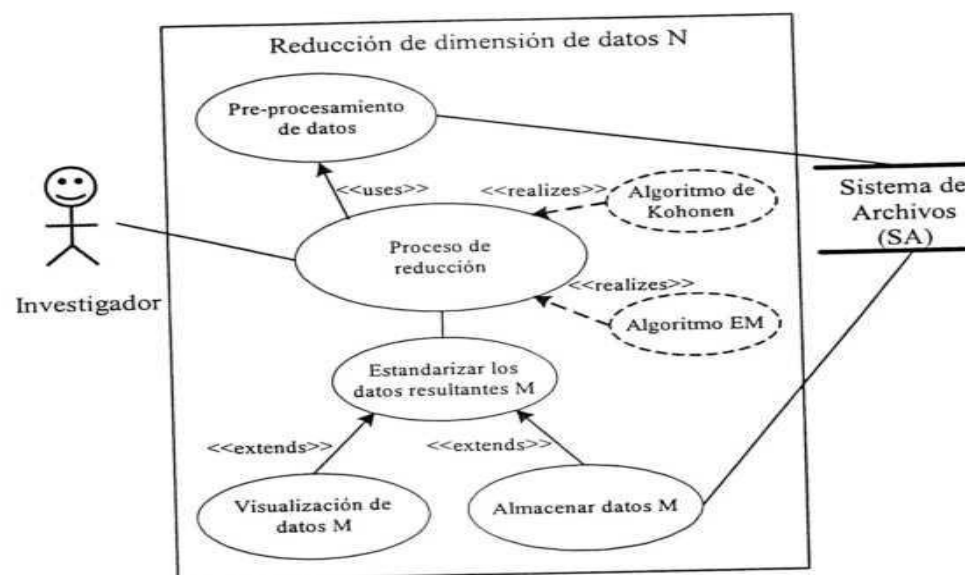 Reducción de dimensión de datos N
Pre-procesamiento
de datos
<<uses>>
<<realizes>>
Algoritmo de
Kohonen
Sistema de
Archivos
(SA)
Proceso de
reducción
Investigador
<<realizes>>
Algoritmo EM
Estandarizar los
datos resultantes M
<<extends>>
<<extends>>
Visualización de
datos M
Almacenar datos M